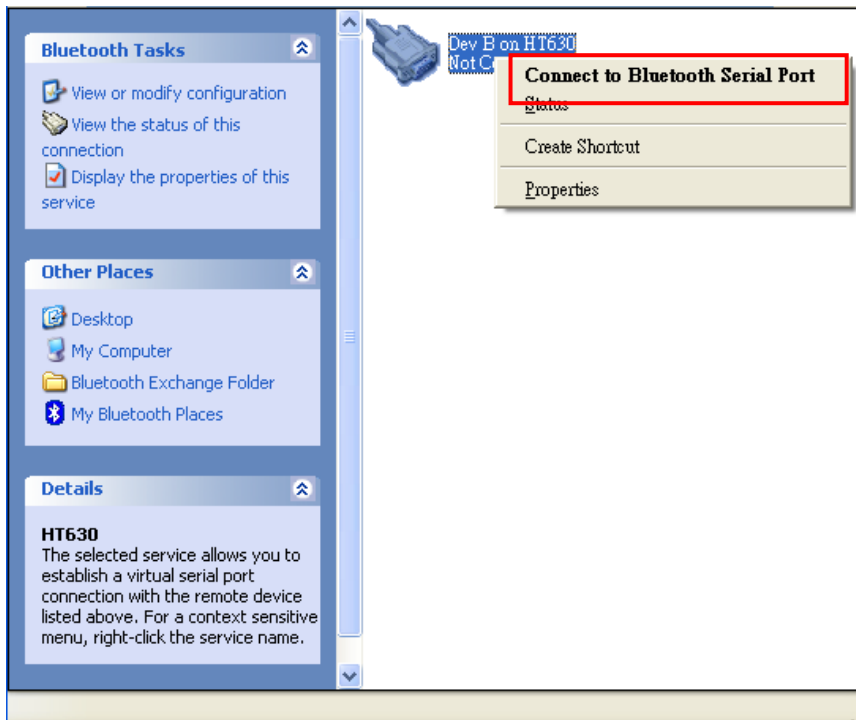 Bluetooth Tasks
View or modify configuration
View the status of this
connection
Display the properties of this
service
Other Places
Desktop
My Computer
Bluetooth Exchange Folder
My Bluetooth Places
Details
HT630
The selected service allows you to
establish a virtual serial port
connection with the remote device
listed above. For a context sensitive
menu, right-click the service name.
Dev B on HT630
Not
Connect to Bluetooth Serial Port
Status
Create Shortcut
Properties